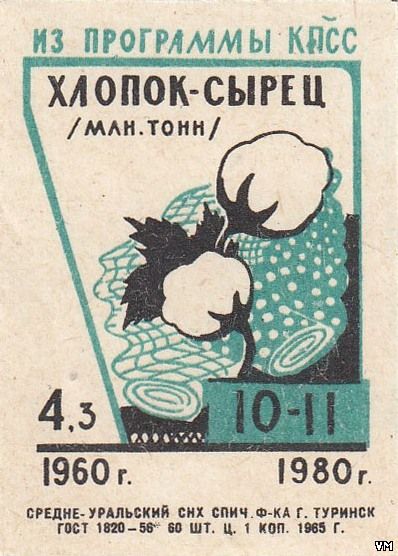 ИЗ ПРОГРАММЫ КПСС
ХЛОПОК-СЫРЕЦ
/МЛН. ТОНН/
4,3
10-11
1960 г.
1980 г.
СРЕДНЕ-УРАЛЬСКИЙ СНХ СПИЧ. Ф-КА Г. ТУРИНСК
ГОСТ 1820-56 60 ШТ. Ц. 1 КОП. 1965 Г.
VM